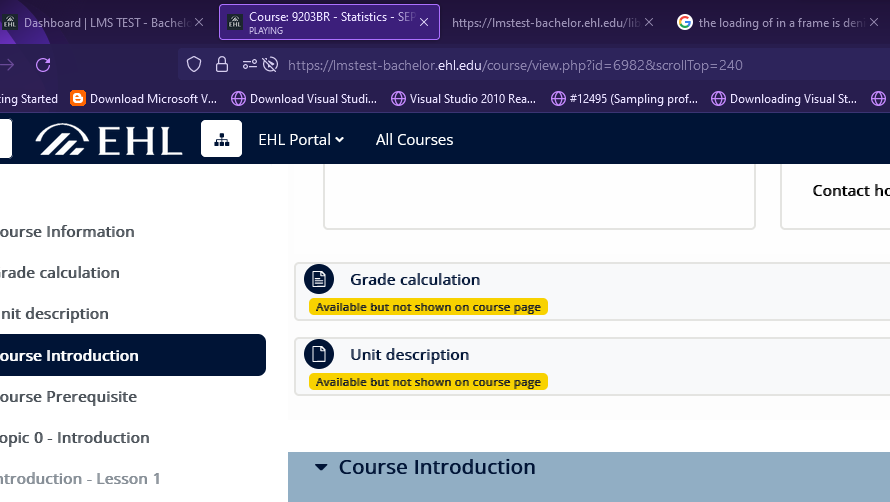 Dashboard | LMS TEST - Bachelo
Course: 9203BR - Statistics - SEP
PLAYING
https://lmstest-bachelor.ehl.edu/lib
the loading of in a frame is deni
https://lmstest-bachelor.ehl.edu/course/view.php?id=6982&scrollTop=240
ing Started
Download Microsoft V...
Download Visual Studi...
Visual Studio 2010 Rea...
#12495 (Sampling prof...
Downloading Visual St...
EHL
EHL Portal
All Courses
Contact ho
ourse Information
rade calculation
nit description
ourse Introduction
ourse Prerequisite
opic 0 - Introduction
ntroduction - Lesson 1
Grade calculation
Available but not shown on course page
Unit description
Available but not shown on course page
Course Introduction